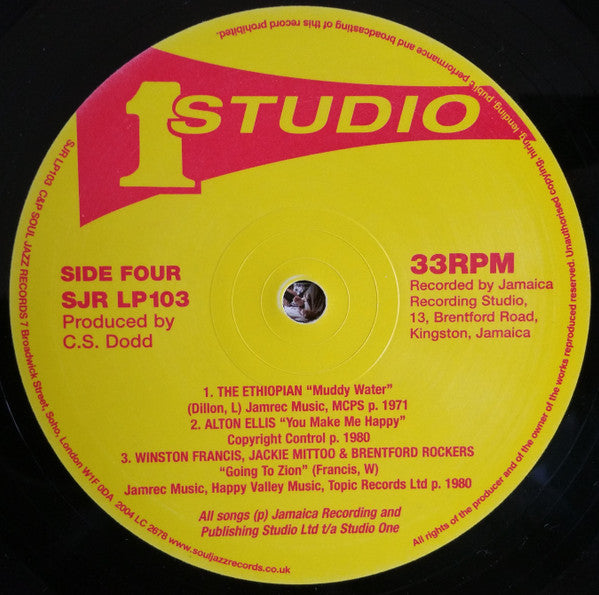 1 STUDIO
SIDE FOUR
SJR LP103
Produced by
C.S. Dodd
33RPM
Recorded by Jamaica
Recording Studio,
13, Brentford Road,
Kingston, Jamaica
1. THE ETHIOPIAN “Muddy Water”
(Dillon, L) Jamrec Music, MCPS p. 1971
2. ALTON ELLIS “You Make Me Happy”
Copyright Control p. 1980
3. WINSTON FRANCIS, JACKIE MITTOO & BRENTFORD ROCKERS
“Going To Zion” (Francis, W)
Jamrec Music, Happy Valley Music, Topic Records Ltd p. 1980
All songs (p) Jamaica Recording and
Publishing Studio Ltd t/a Studio One
SJR LP103 C&P SOUL JAZZ RECORDS 7 Broadwick Street, Soho, London W1F 0DA 2004 LC 2678 www.souljazzrecords.co.uk
All rights of the producer and of the owner of the works reproduced reserved. Unauthorised copying, hiring, lending, public performance and broadcasting of this record prohibited.